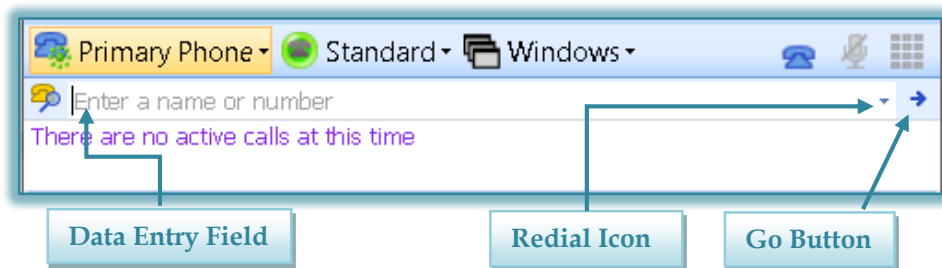 Primary Phone Standard Windows
Enter a name or number
There are no active calls at this time
Data Entry Field Redial Icon Go Button